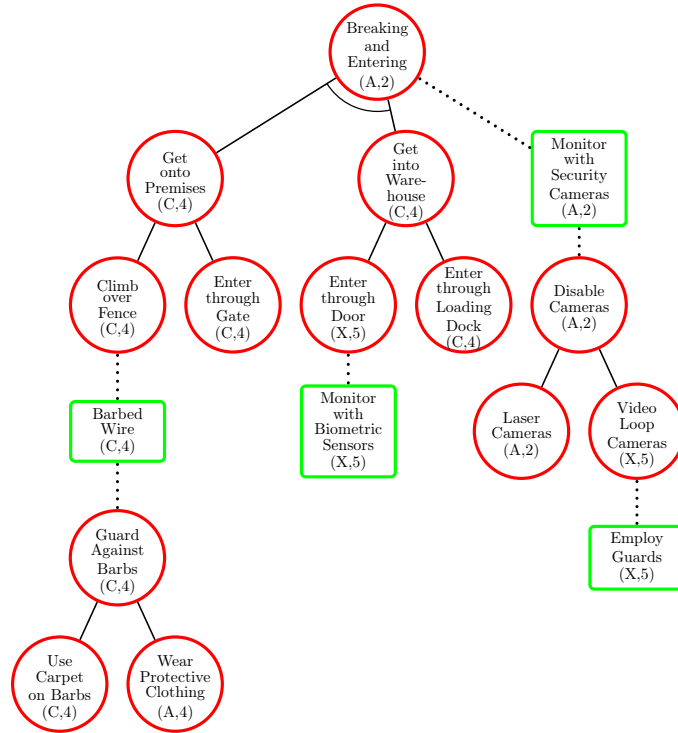 Breaking
and
Entering
(A,2)
Get
onto
Premises
(C,4)
Get
into
Ware-
house
(C,4)
Monitor
with
Security
Cameras
(A,2)
Climb
over
Fence
(C,4)
Enter
through
Gate
(C,4)
Enter
through
Door
(X,5)
Enter
through
Loading
Dock
(C,4)
Disable
Cameras
(A,2)
Barbed
Wire
(C,4)
Monitor
with
Biometric
Sensors
(X,5)
Laser
Cameras
(A,2)
Video
Loop
Cameras
(X,5)
Guard
Against
Barbs
(C,4)
Employ
Guards
(X,5)
Use
Carpet
on Barbs
(C,4)
Wear
Protective
Clothing
(A,4)